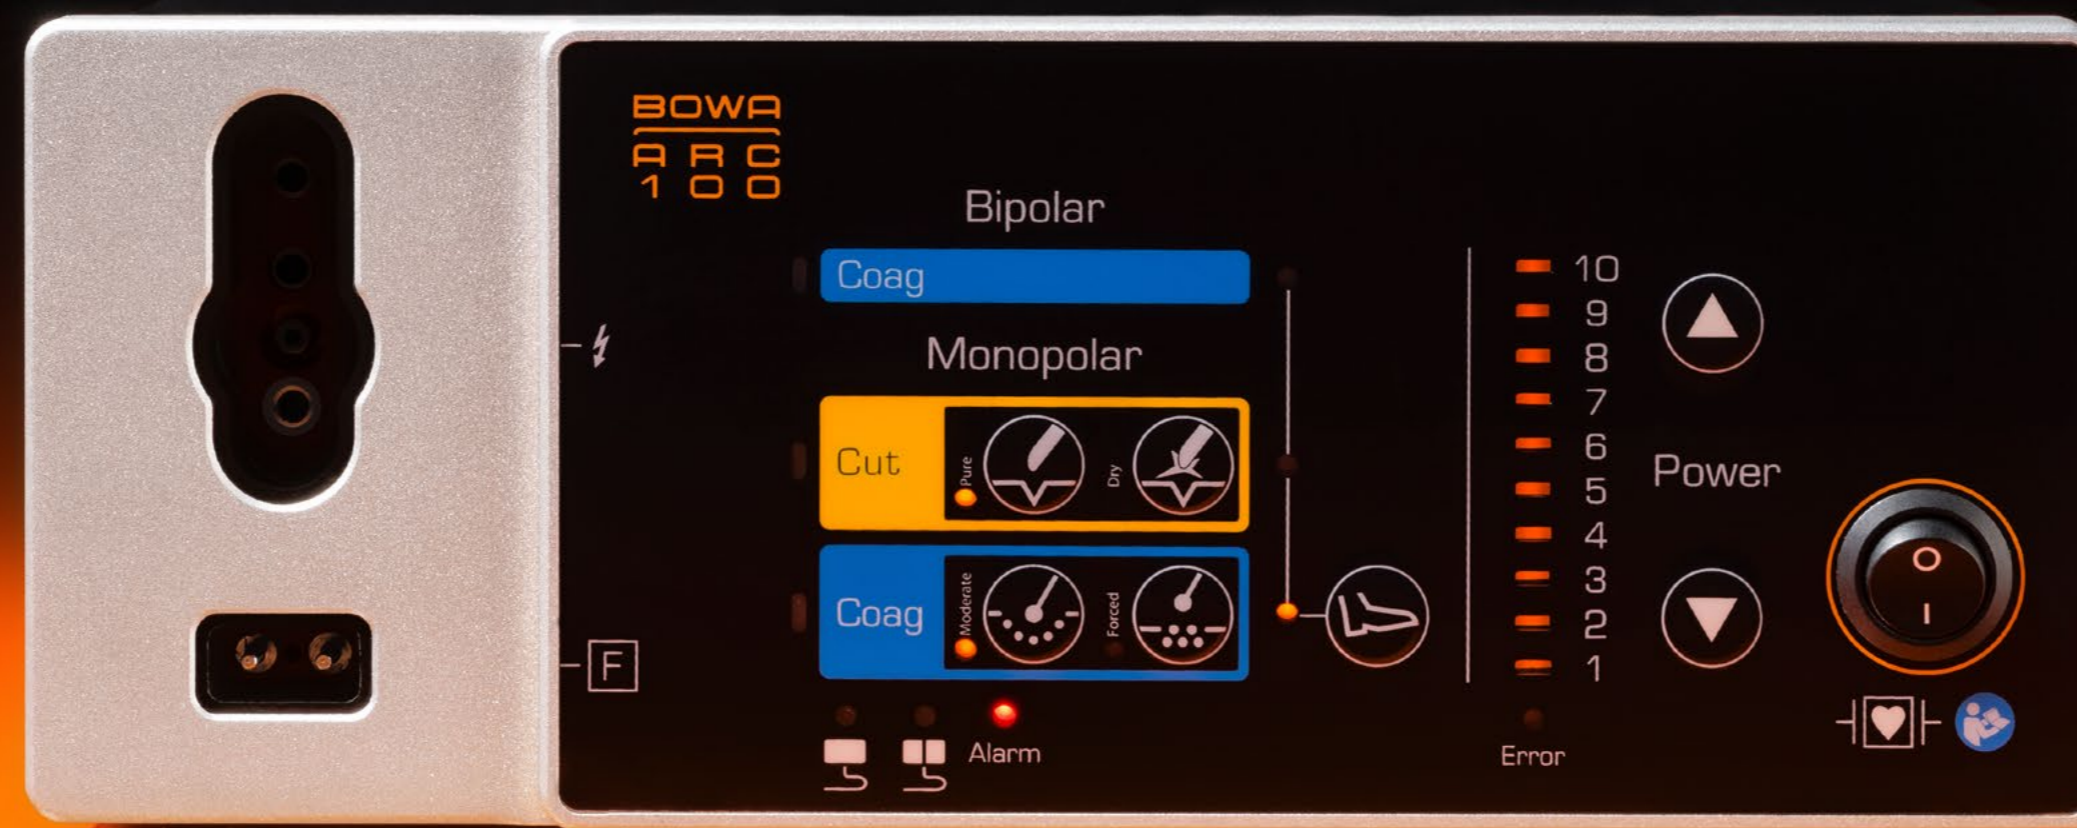 BOWA
ARC
100
Bipolar
Coag
Monopolar
Cut
Pure
Dry
Coag
Moderate
Forced
F
Alarm
10
9
8
7
6
5
4
3
2
1
Error
Power
O
I